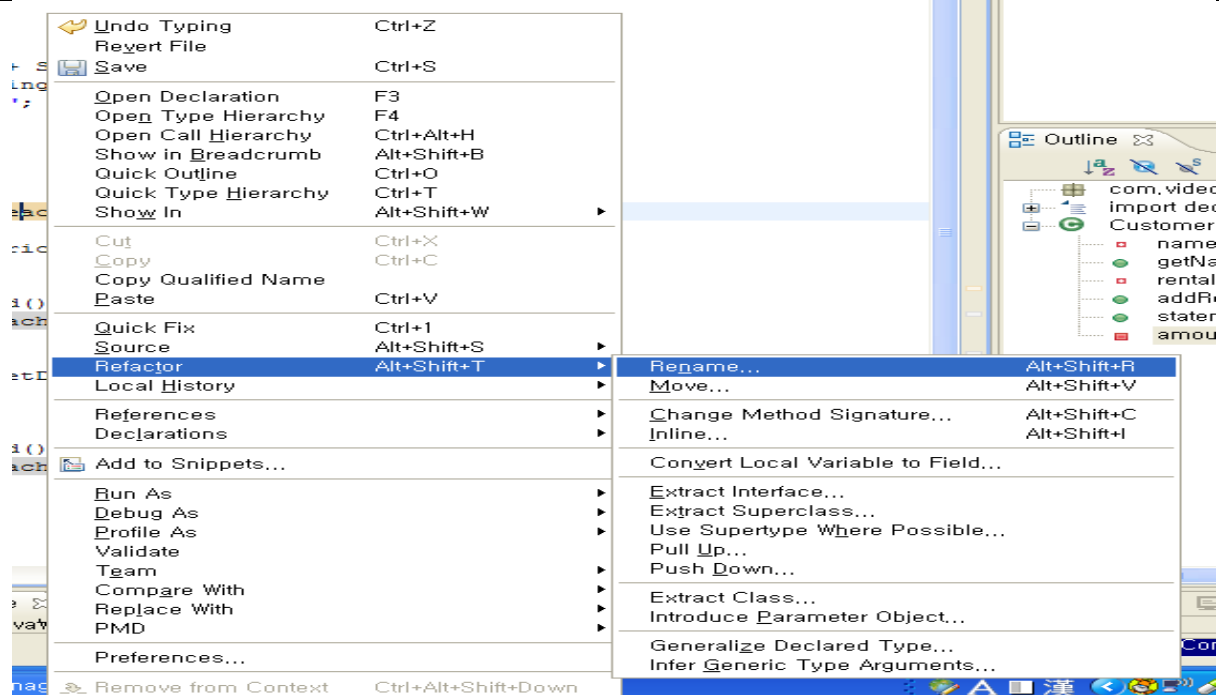 Undo Typing Ctrl+Z
Revert File
Save Ctrl+S
Open Declaration F3
Open Type Hierarchy F4
Open Call Hierarchy Ctrl+Alt+H
Show in Breadcrumb Alt+Shift+B
Quick Outline Ctrl+O
Quick Type Hierarchy Ctrl+T
Show In Alt+Shift+W
Cut Ctrl+X
Copy Ctrl+C
Copy Qualified Name
Paste Ctrl+V
Quick Fix Ctrl+1
Source Alt+Shift+S
Refactor Alt+Shift+T
Local History
References
Declarations
Add to Snippets...
Run As
Debug As
Profile As
Validate
Team
Compare With
Replace With
PMD
Preferences...
Remove from Context Ctrl+Alt+Shift+Down
Rename... Alt+Shift+R
Move... Alt+Shift+V
Change Method Signature... Alt+Shift+C
Inline... Alt+Shift+I
Convert Local Variable to Field...
Extract Interface...
Extract Superclass...
Use Supertype Where Possible...
Pull Up...
Push Down...
Extract Class...
Introduce Parameter Object...
Generalize Declared Type...
Infer Generic Type Arguments...
Outline
com.videc
import dec
Customer
name
getNa
rental
addRe
stater
amou
Cor
A 漢